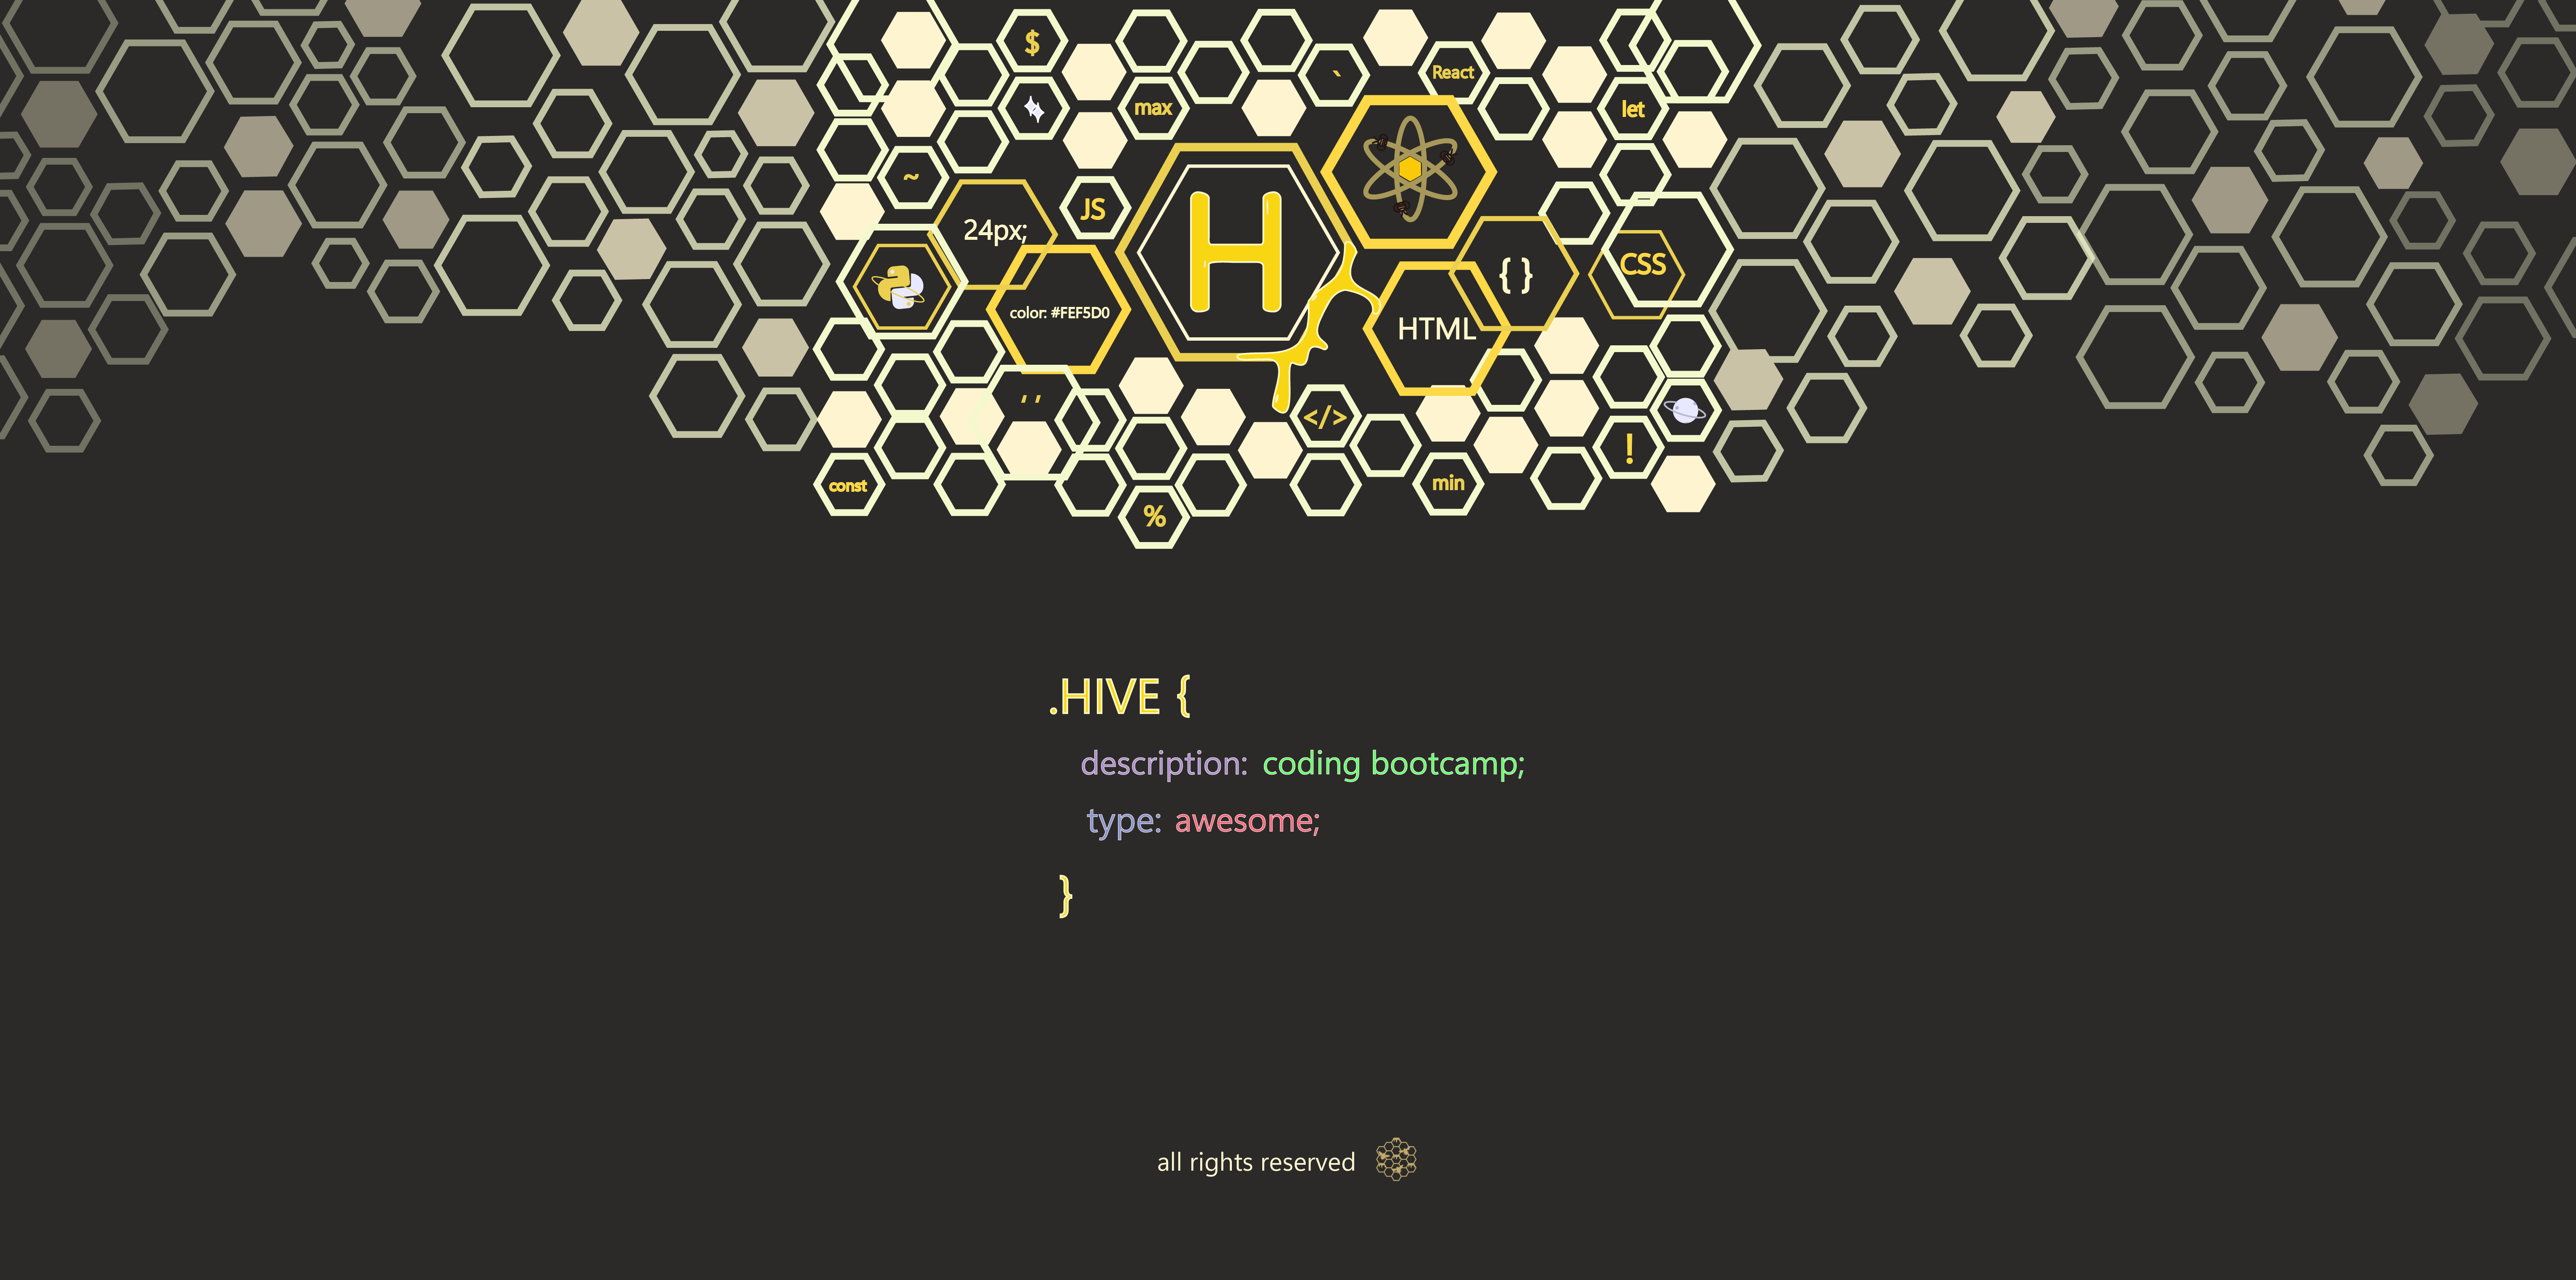 $
`
React
max
let
~
24px;
JS
H
{ }
CSS
color: #FEF5D0
HTML
' '
</>
!
const
min
%
.HIVE {
description: coding bootcamp;
type: awesome;
}
all rights reserved